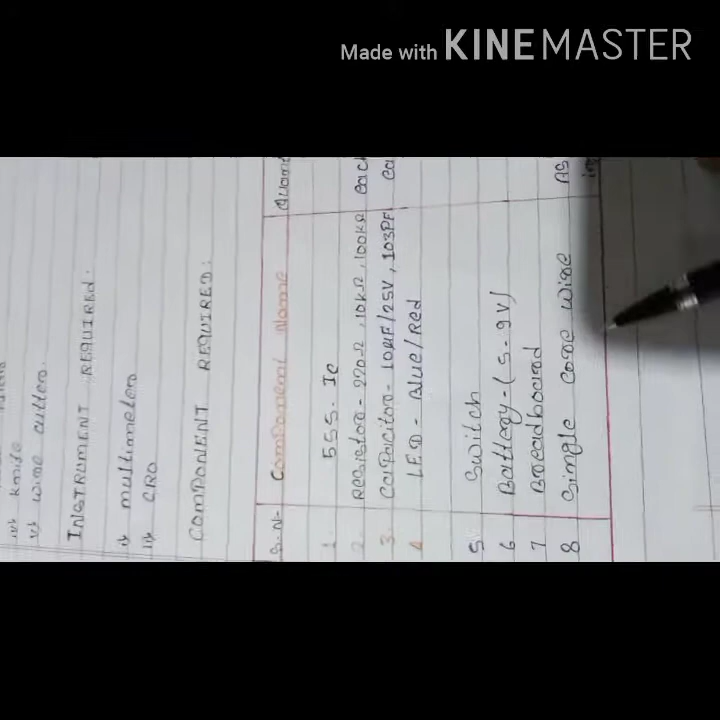 Made with KINEMASTER
knife
wire cutter.
INSTRUMENT REQUIRED:
i) multimeter
ii) CRO
COMPONENT REQUIRED:
S.N- Component Name
1. 555. Ic
2. Resistor - 220Ω, 10kΩ, 100kΩ each
3. Capacitor - 10μF/25V, 103PF
4 LED - Blue/Red
5 Switch
6 Battery - (5-9V)
7 Breadboard
8 Single core wire AS